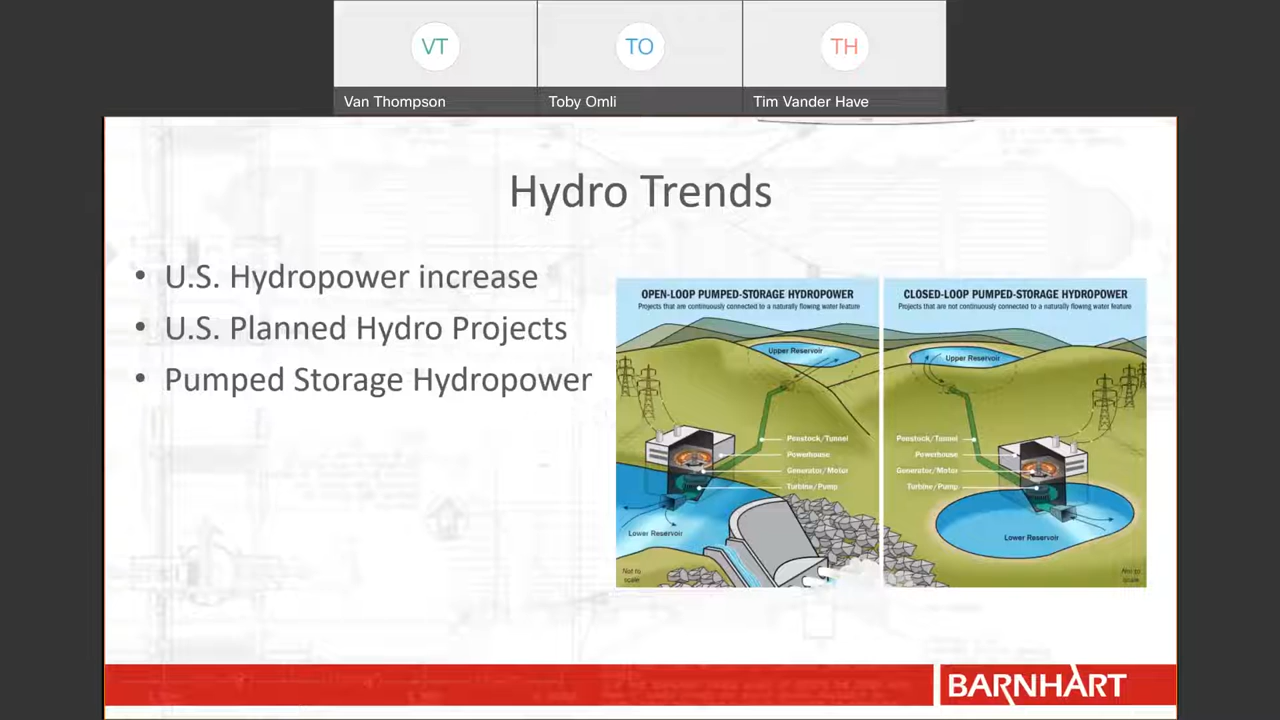 VT
TO
TH
Van Thompson
Toby Omli
Tim Vander Have
Hydro Trends
• U.S. Hydropower increase
• U.S. Planned Hydro Projects
• Pumped Storage Hydropower
OPEN-LOOP PUMPED-STORAGE HYDROPOWER
Projects that are continuously connected to a naturally flowing water feature
Upper Reservoir
Penstock/Tunnel
Powerhouse
Generator/Motor
Turbine/Pump
Lower Reservoir
Not to
scale
CLOSED-LOOP PUMPED-STORAGE HYDROPOWER
Projects that are not continuously connected to a naturally flowing water feature
Upper Reservoir
Penstock/Tunnel
Powerhouse
Generator/Motor
Turbine/Pump
Lower Reservoir
Not to
scale
BARNHART